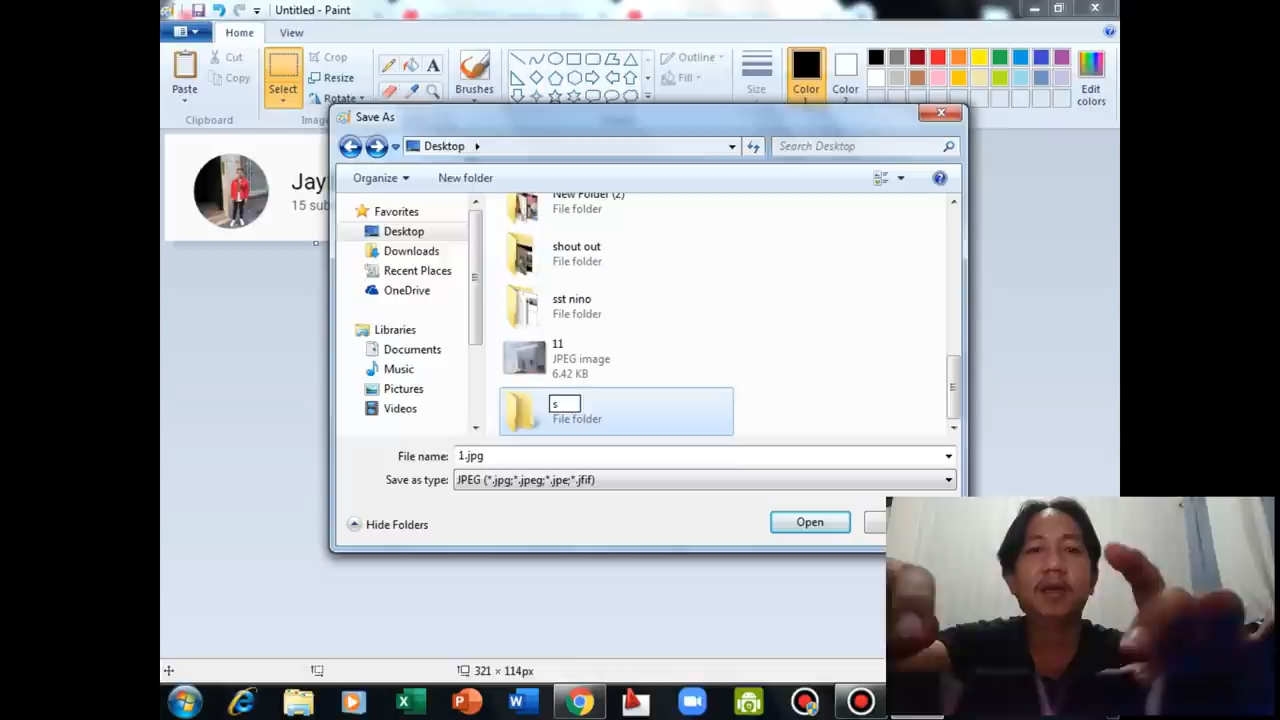 Untitled - Paint
Home
View
Paste
Cut
Copy
Clipboard
Select
Crop
Resize
Rotate
Brushes
Outline
Fill
Size
Color
1
Color
Edit
colors
Jay
15 sub
Save As
Desktop
Search Desktop
Organize
New folder
Favorites
Desktop
Downloads
Recent Places
OneDrive
Libraries
Documents
Music
Pictures
Videos
New Folder (2)
File folder
shout out
File folder
sst nino
File folder
11
JPEG image
6.42 KB
s
File folder
File name: 1.jpg
Save as type: JPEG (*.jpg;*.jpeg;*.jpe;*.jfif)
Hide Folders
Open
321 × 114px